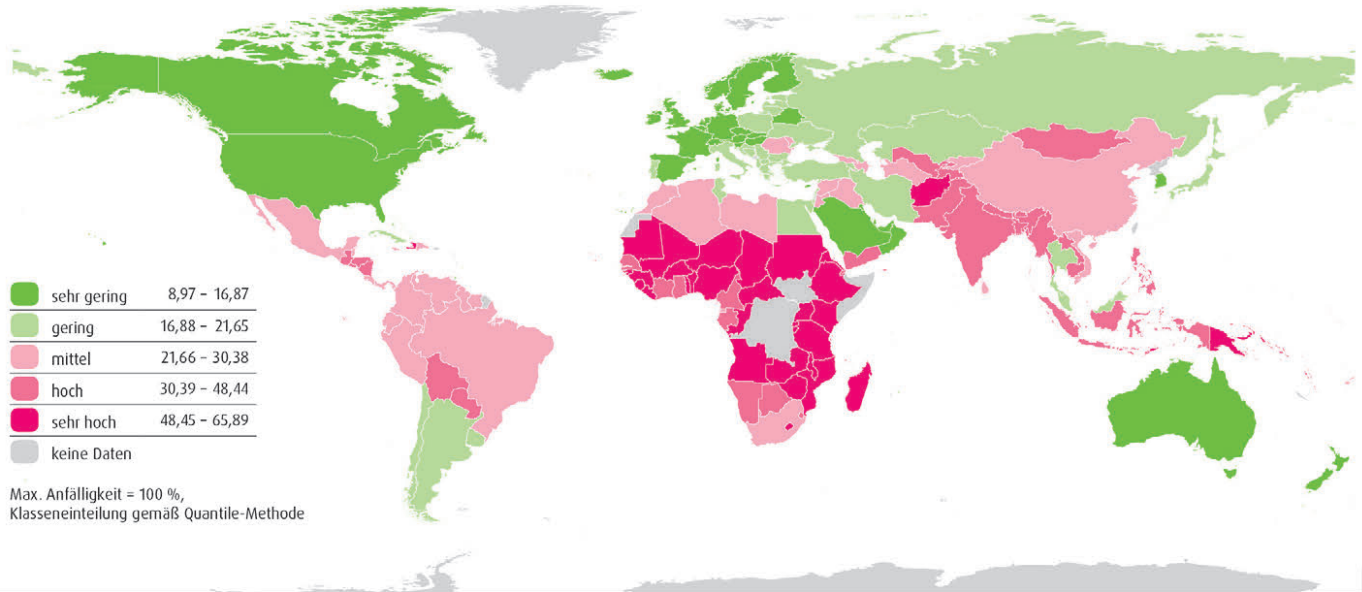 sehr gering 8,97 – 16,87
gering 16,88 – 21,65
mittel 21,66 – 30,38
hoch 30,39 – 48,44
sehr hoch 48,45 – 65,89
keine Daten
Max. Anfälligkeit = 100 %,
Klasseneinteilung gemäß Quantile-Methode